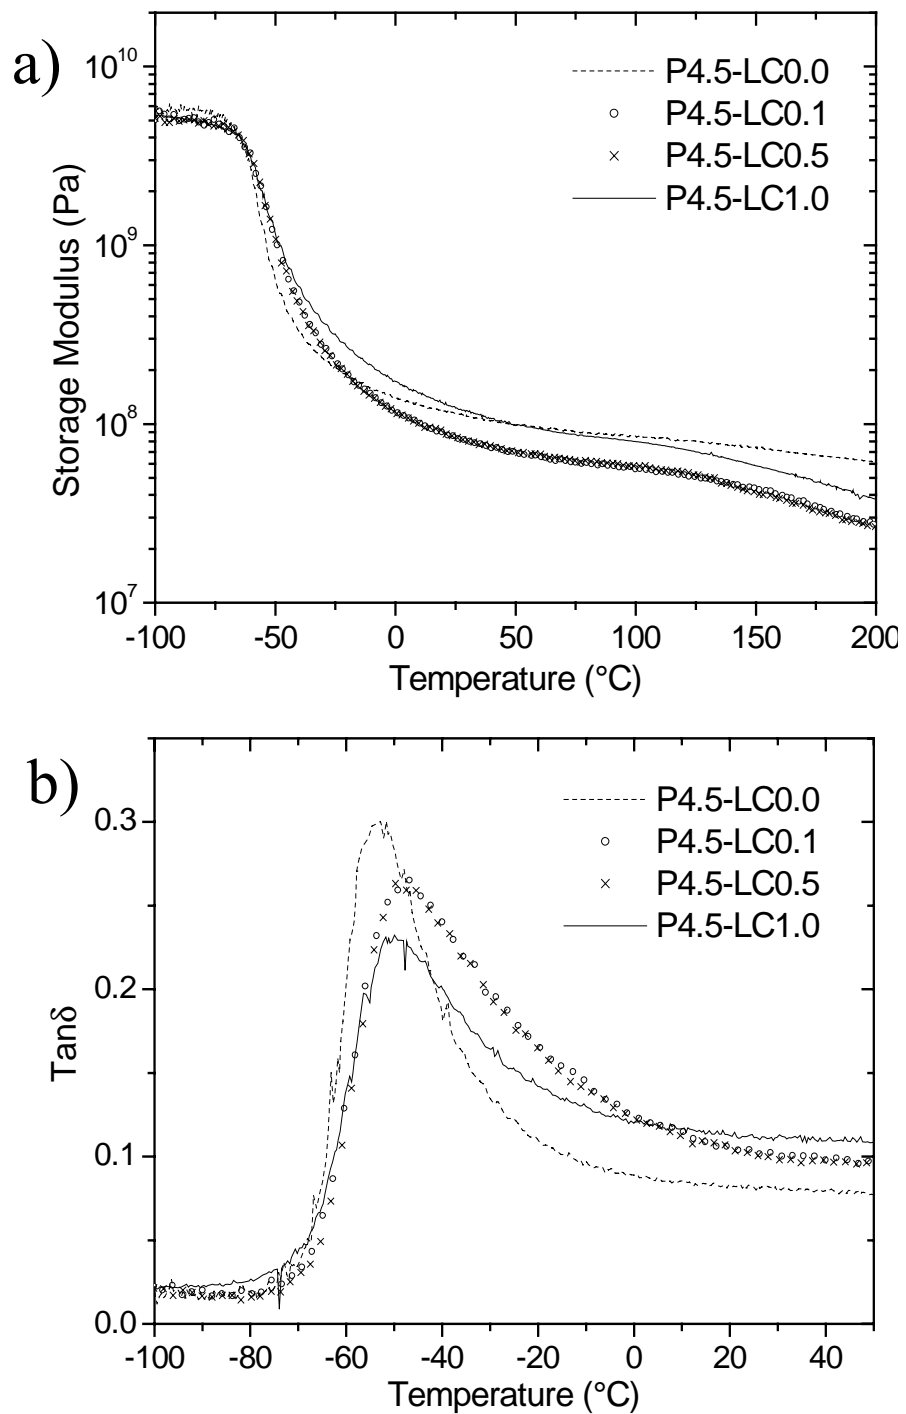 a)
10^10
10^9
10^8
10^7
Storage Modulus (Pa)
P4.5-LC0.0
P4.5-LC0.1
P4.5-LC0.5
P4.5-LC1.0
-100 -50 0 50 100 150 200
Temperature (°C)
b)
0.3
0.2
0.1
0.0
Tanδ
P4.5-LC0.0
P4.5-LC0.1
P4.5-LC0.5
P4.5-LC1.0
-100 -80 -60 -40 -20 0 20 40
Temperature (°C)